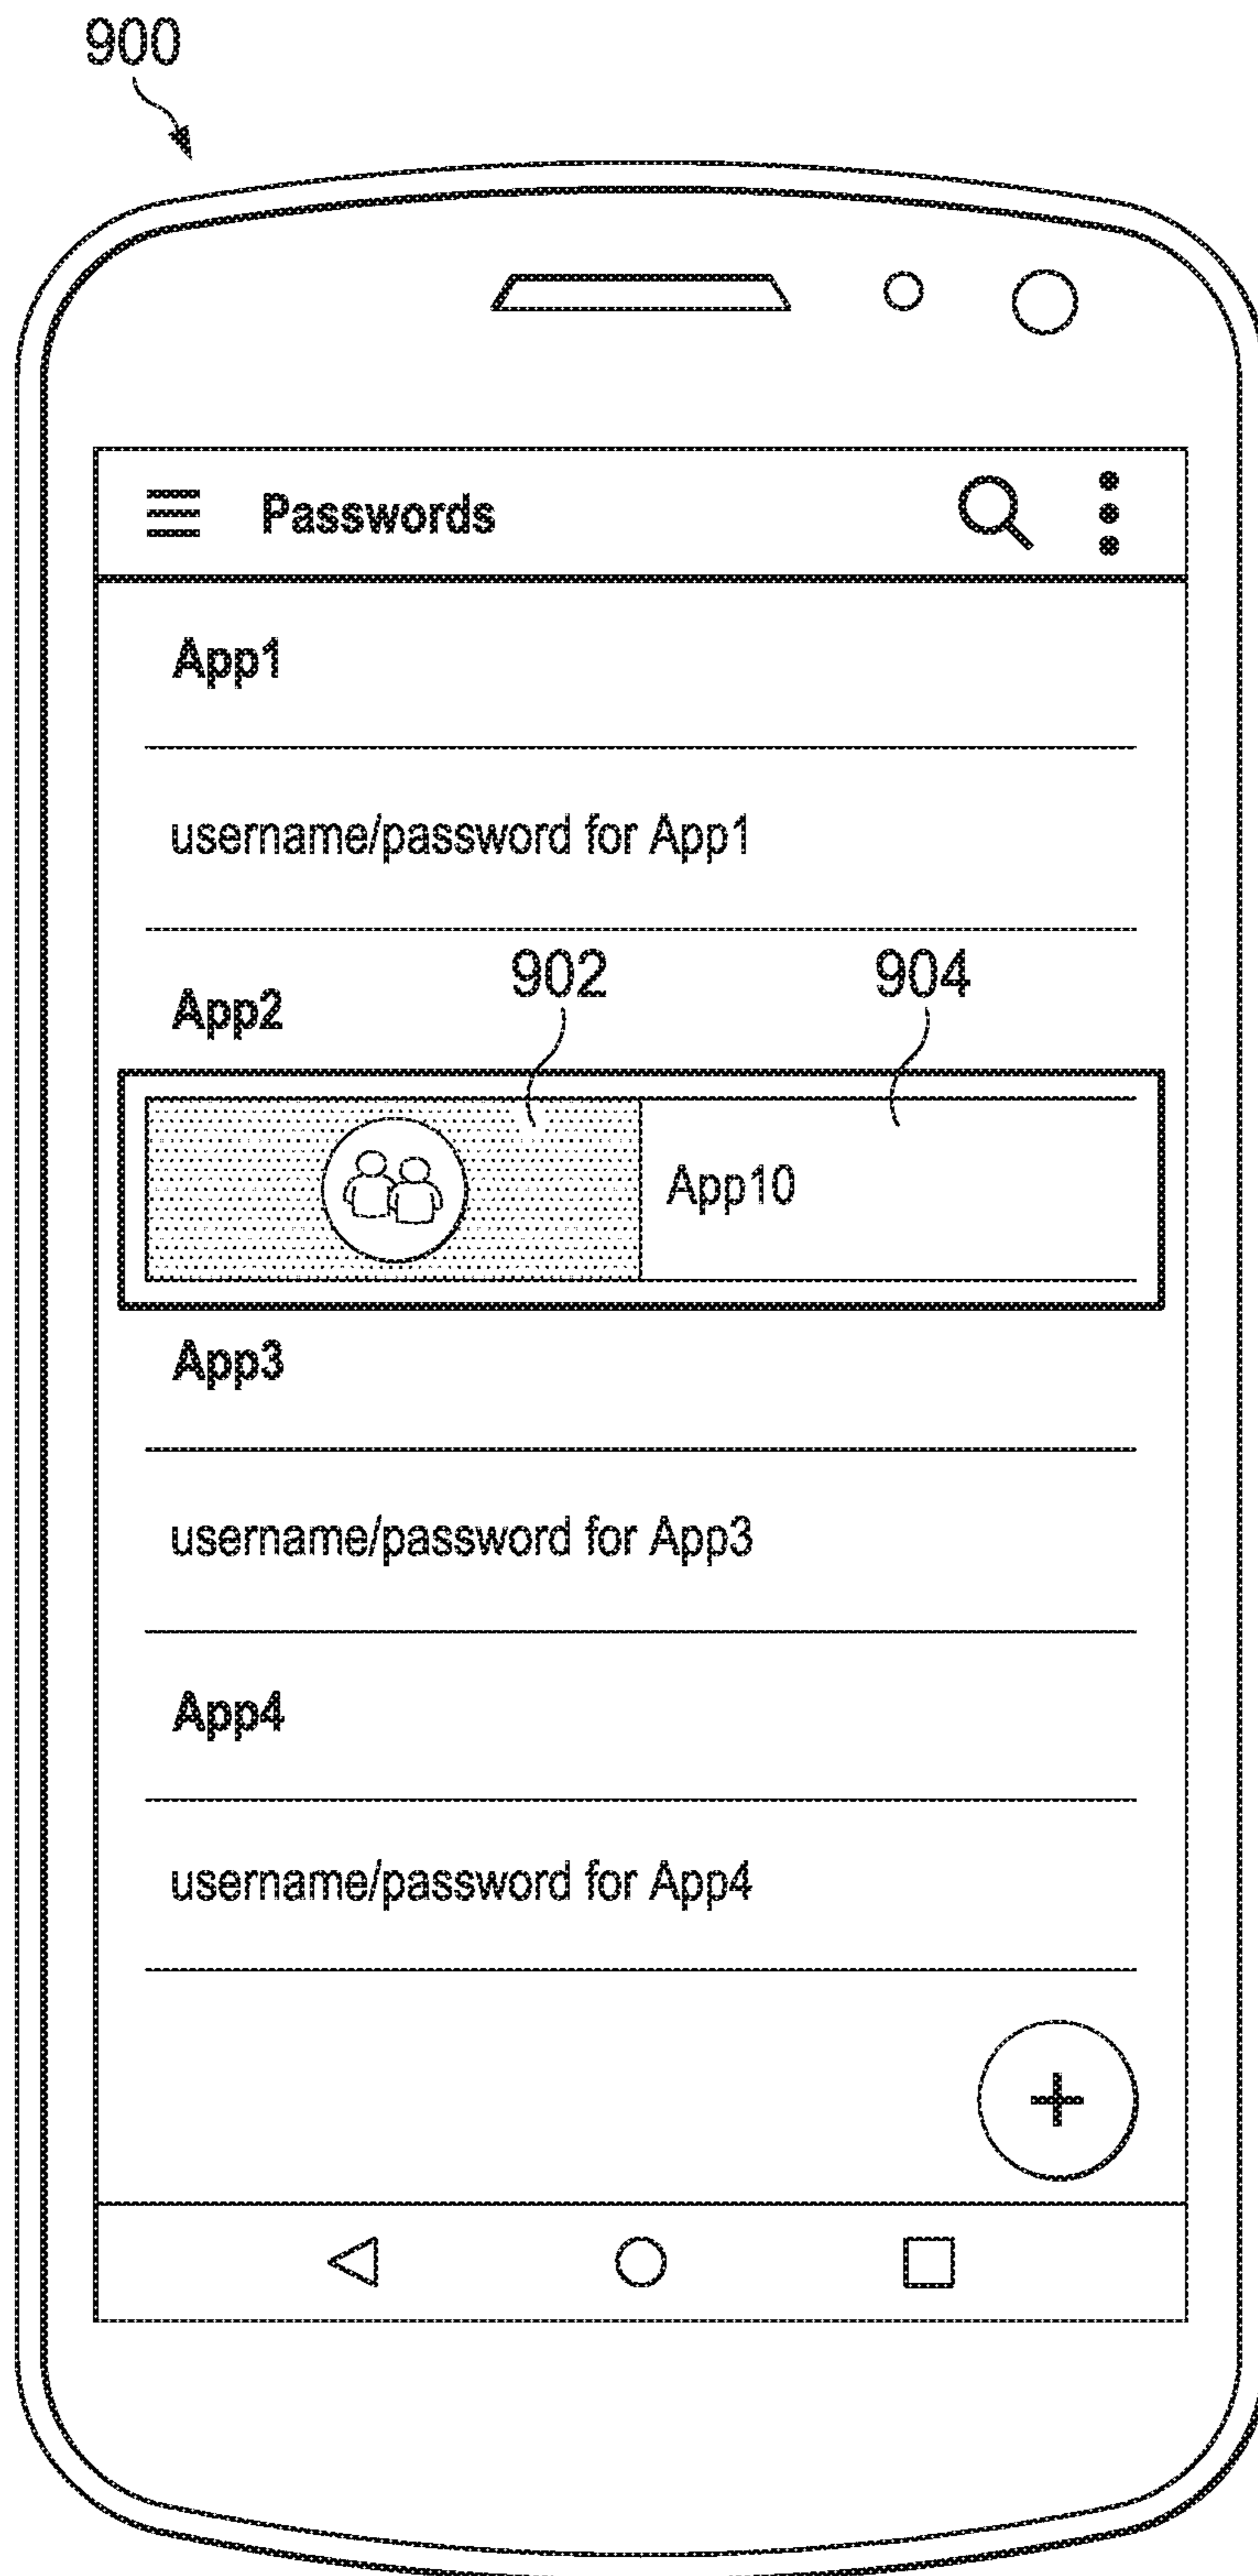 900
Passwords
App1
username/password for App1
App2
902
904
App10
App3
username/password for App3
App4
username/password for App4